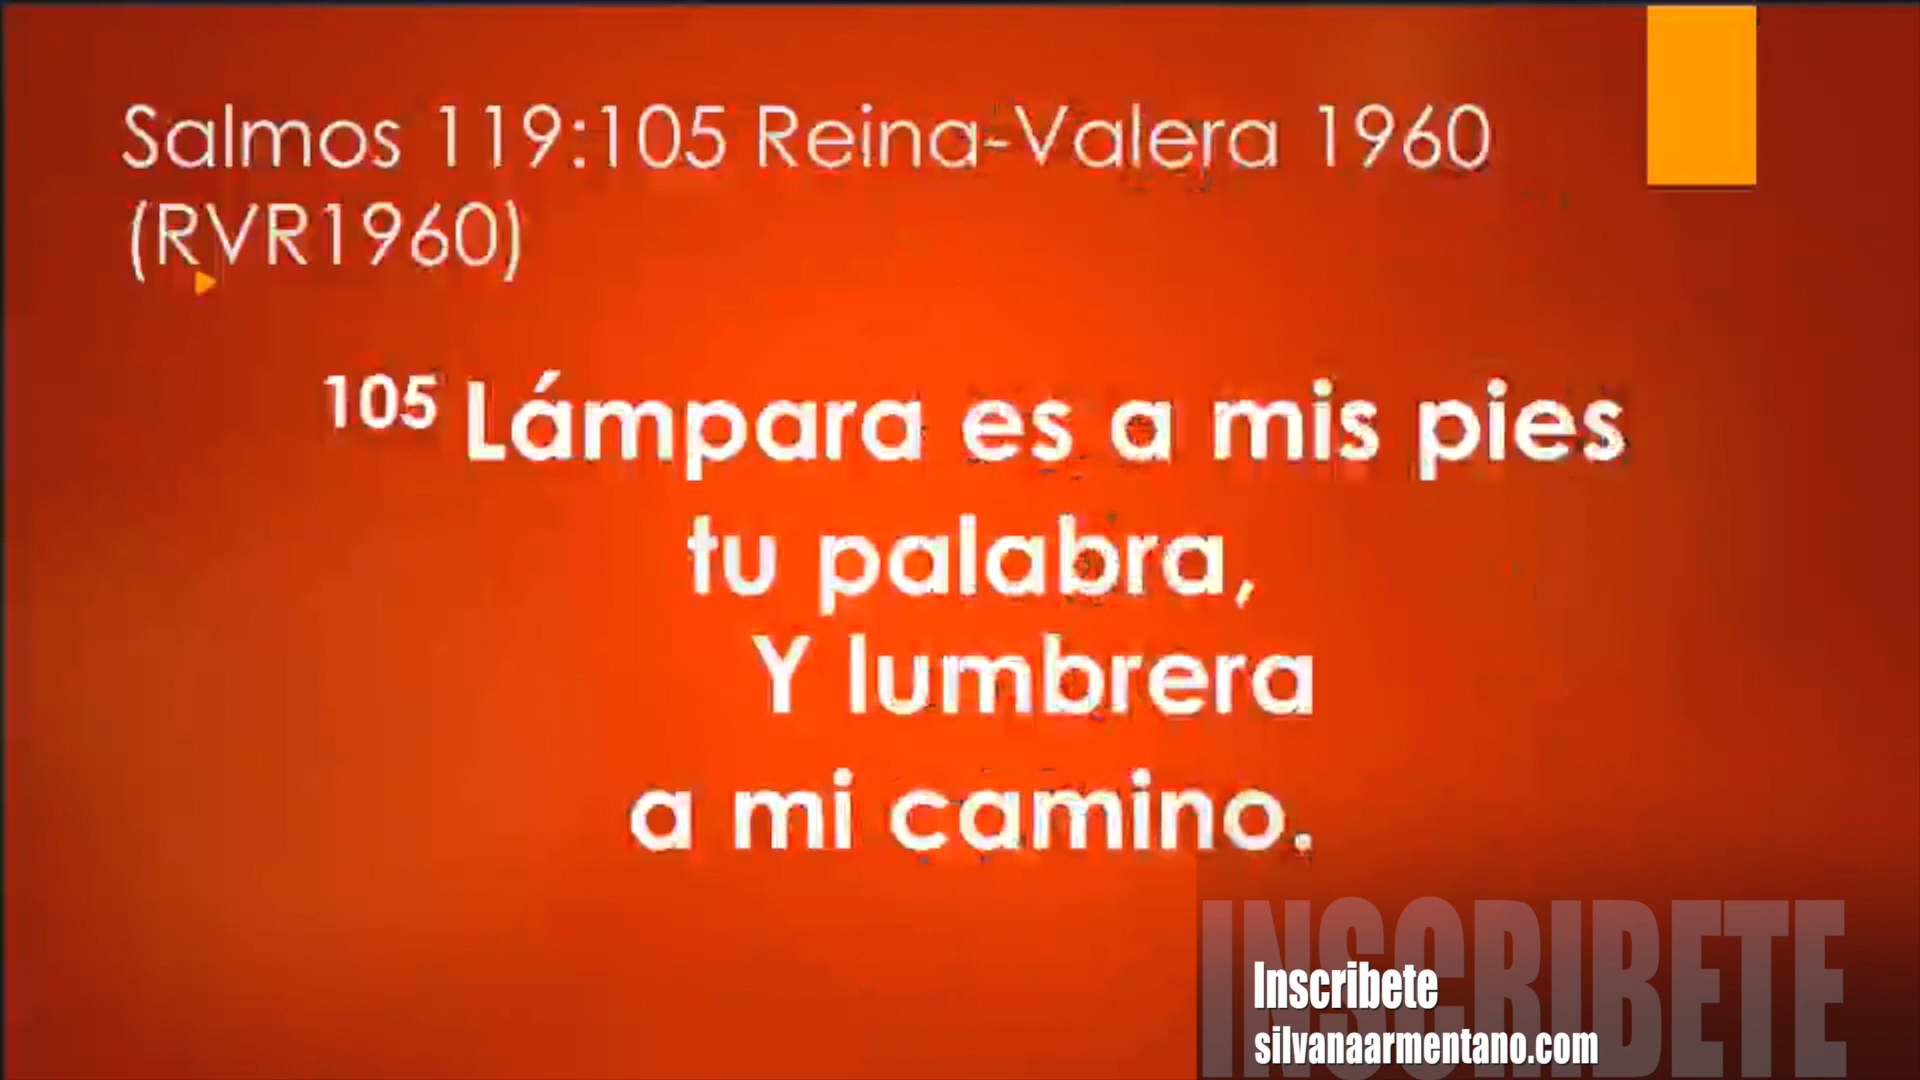 Salmos 119:105 Reina-Valera 1960
(RVR1960)
105 Lámpara es a mis pies
tu palabra,
Y lumbrera
a mi camino.
INSCRIBETE
Inscribete
silvanaarmentano.com